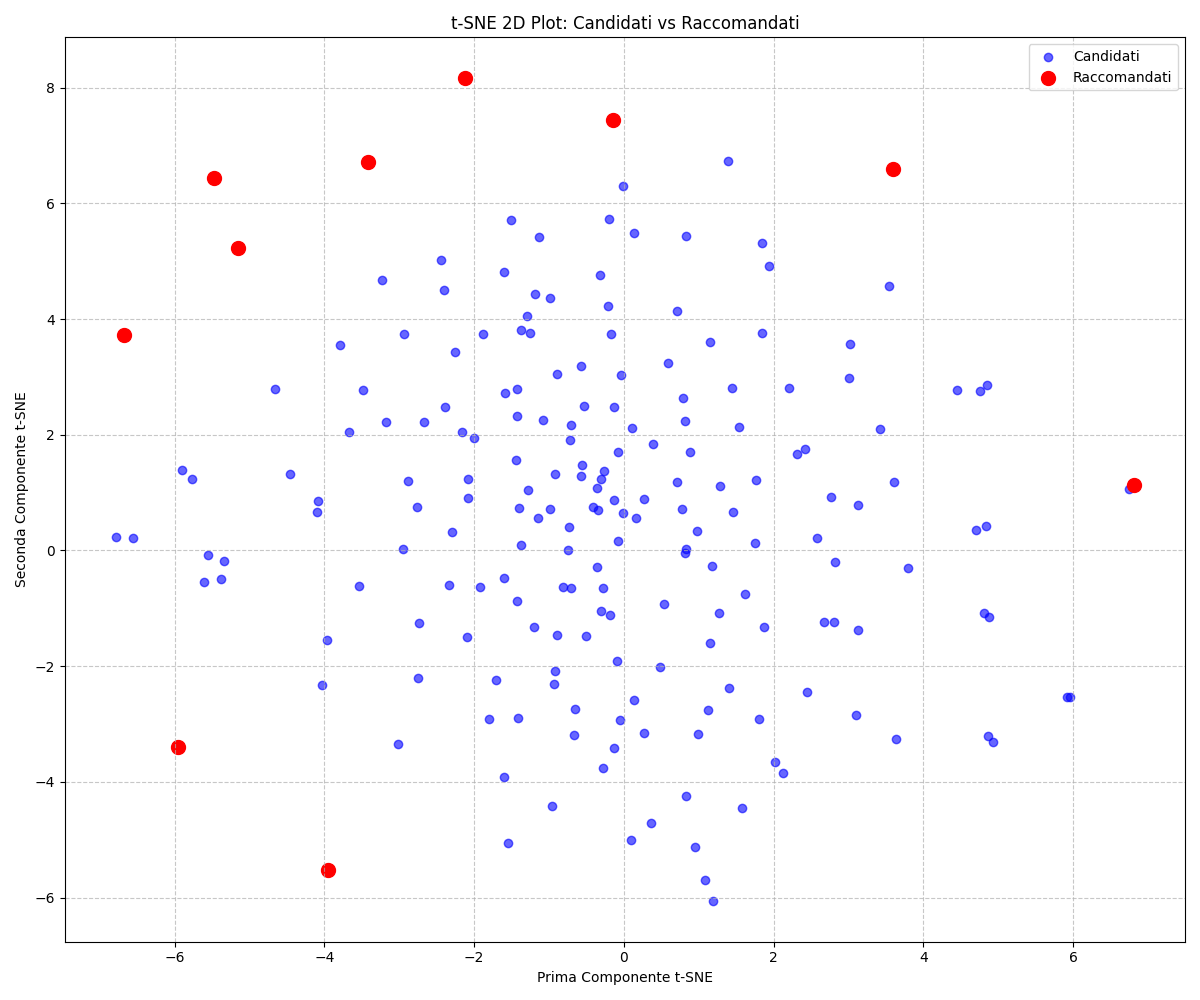 t-SNE 2D Plot: Candidati vs Raccomandati
Candidati
Raccomandati
Seconda Componente t-SNE
8
6
4
2
0
−2
−4
−6
−6 −4 −2 0 2 4 6
Prima Componente t-SNE